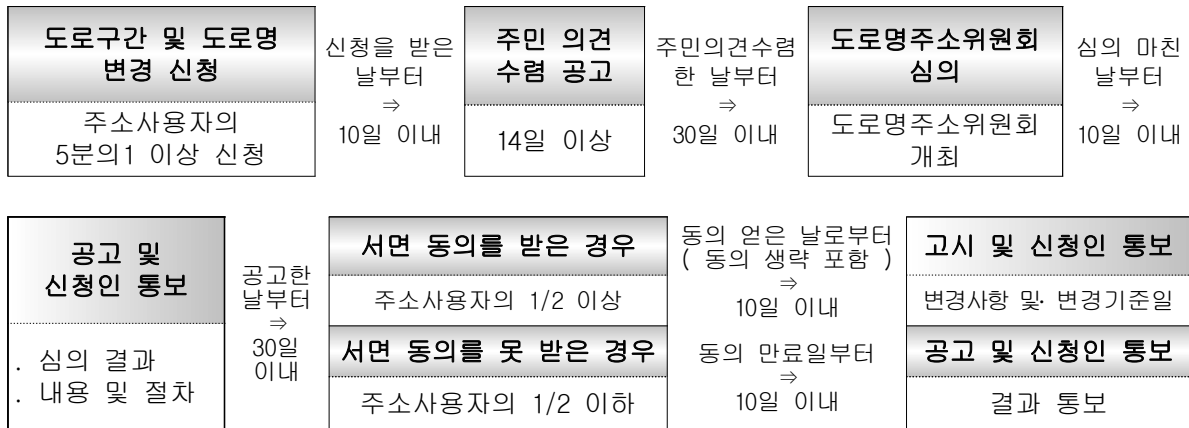 도로구간 및 도로명
변경 신청
주소사용자의
5분의1 이상 신청
신청을 받은
날부터
⇒
10일 이내
주민 의견
수렴 공고
14일 이상
주민의견수렴
한 날부터
⇒
30일 이내
도로명주소위원회
심의
도로명주소위원회
개최
심의 마친
날부터
⇒
10일 이내
공고 및
신청인 통보
. 심의 결과
. 내용 및 절차
공고한
날부터
⇒
30일
이내
서면 동의를 받은 경우
주소사용자의 1/2 이상
서면 동의를 못 받은 경우
주소사용자의 1/2 이하
동의 얻은 날로부터
( 동의 생략 포함 )
⇒
10일 이내
동의 만료일부터
⇒
10일 이내
고시 및 신청인 통보
변경사항 및· 변경기준일
공고 및 신청인 통보
결과 통보